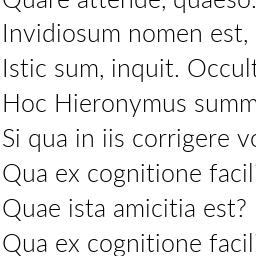 Quare attende, quaeso.
Invidiosum nomen est,
Istic sum, inquit. Occult
Hoc Hieronymus summ
Si qua in iis corrigere vo
Qua ex cognitione facil
Quae ista amicitia est?
Qua ex cognitione facil